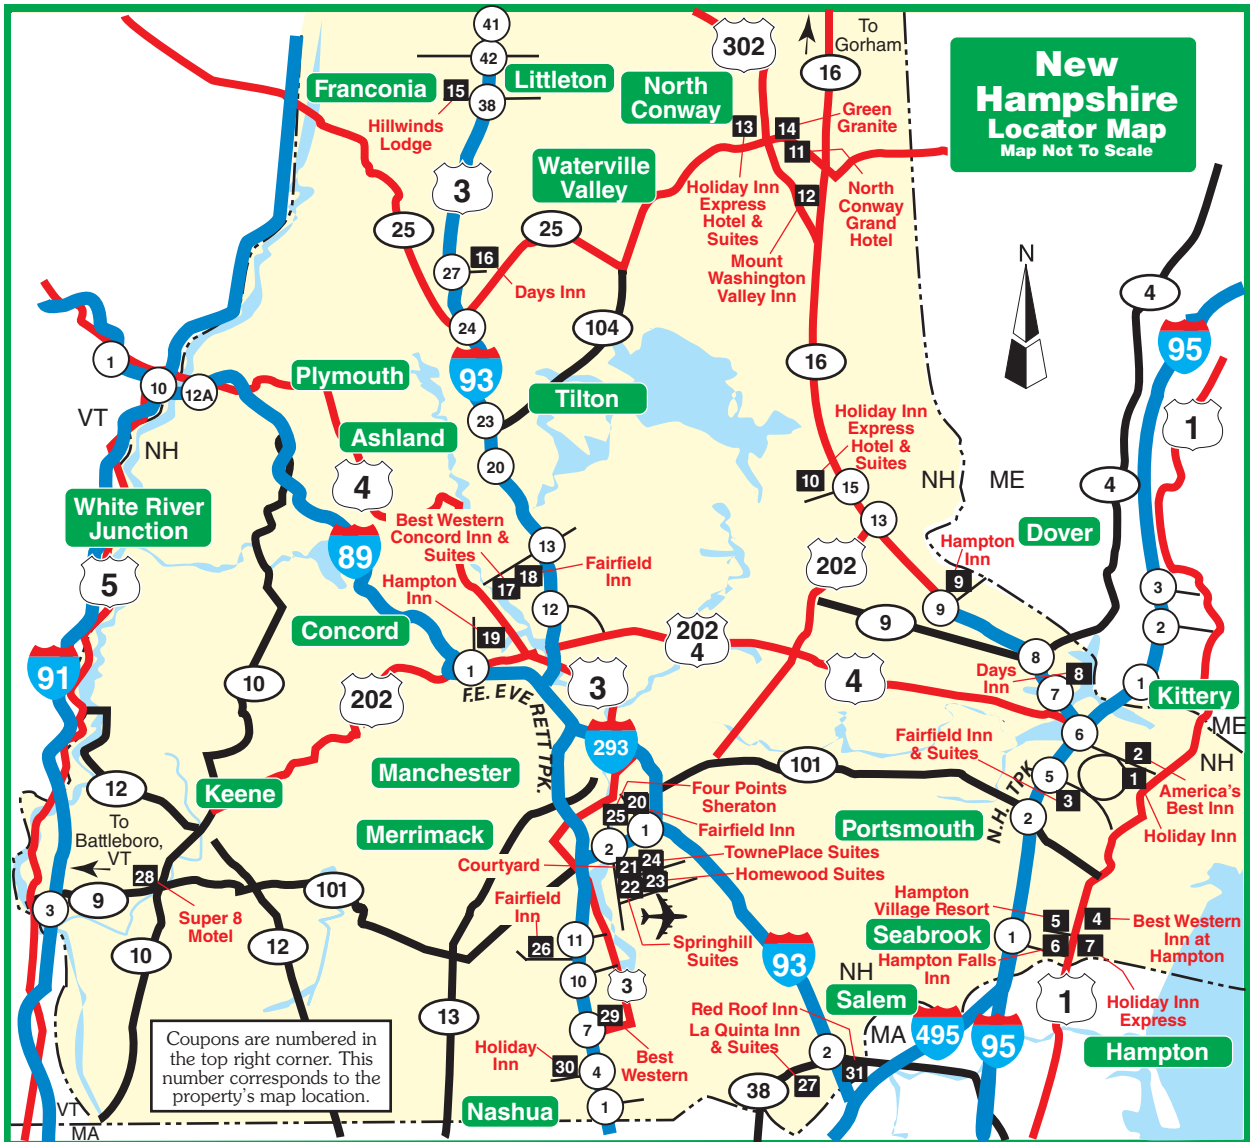 New
Hampshire
Locator Map
Map Not To Scale
41
42
38
Littleton
Franconia
15
Hillwinds
Lodge
3
302
To
Gorham
16
North
Conway
13
14
Green
Granite
11
12
Holiday Inn
Express
Hotel &
Suites
North
Conway
Grand
Hotel
Mount
Washington
Valley Inn
Waterville
Valley
25
25
27
16
Days Inn
24
104
16
N
4
95
1
1
10
12A
VT
NH
Plymouth
93
Tilton
23
Ashland
20
4
White River
Junction
5
89
Best Western
Concord Inn &
Suites
13
18
17
Fairfield
Inn
12
Hampton
Inn
19
Concord
1
Holiday Inn
Express
Hotel &
Suites
10
15
13
NH
ME
4
Dover
202
Hampton
Inn
9
9
9
3
2
8
91
10
202
F.E. EVERETT TPK.
3
202
4
4
Days
Inn
8
7
1
Kittery
6
ME
NH
293
Manchester
Keene
12
To
Battleboro,
VT
28
Super 8
Motel
9
3
101
10
12
13
Merrimack
Four Points
Sheraton
20
25
Fairfield Inn
1
2
Courtyard
21
24
TownePlace Suites
22
23
Homewood Suites
Springhill
Suites
Fairfield
Inn
26
11
10
3
7
29
Best
Western
Holiday
Inn
30
4
1
Nashua
101
Fairfield Inn
& Suites
5
3
N.H. TPK
2
1
America's
Best Inn
Holiday Inn
Portsmouth
2
Hampton
Village Resort
5
4
Best Western
Inn at
Hampton
Seabrook
1
Hampton Falls
Inn
6
7
Holiday Inn
Express
1
Hampton
93
NH
Salem
MA
495
95
Red Roof Inn
La Quinta Inn
& Suites
2
31
27
38
Coupons are numbered in
the top right corner. This
number corresponds to the
property's map location.
VT
MA